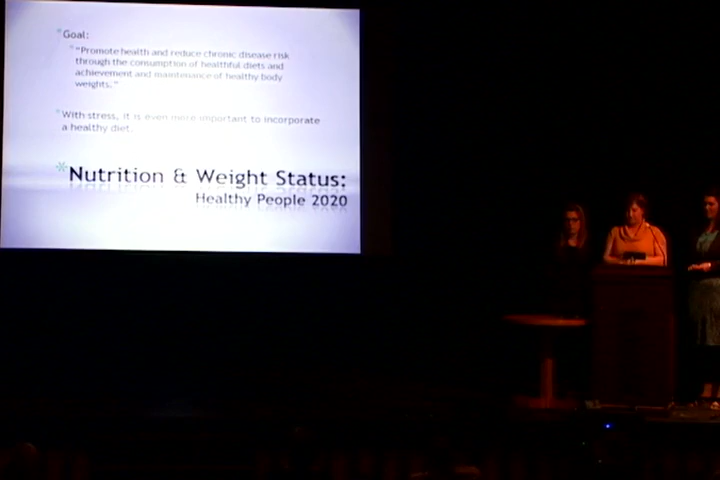 *Goal:
*"Promote health and reduce chronic disease risk
through the consumption of healthful diets and
achievement and maintenance of healthy body
weights."
*With stress, it is even more important to incorporate
a healthy diet.
*Nutrition & Weight Status:
Healthy People 2020